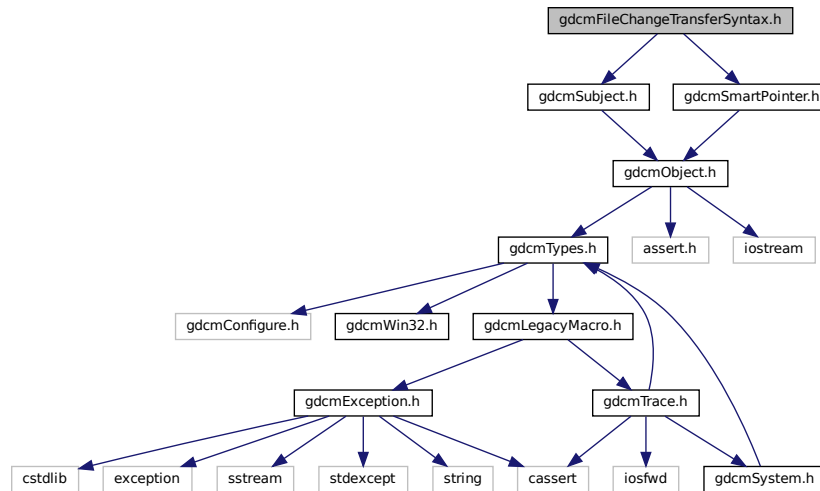 gdcmFileChangeTransferSyntax.h
gdcmSubject.h
gdcmSmartPointer.h
gdcmObject.h
gdcmTypes.h
assert.h
iostream
gdcmConfigure.h
gdcmWin32.h
gdcmLegacyMacro.h
gdcmException.h
gdcmTrace.h
cstdlib
exception
sstream
stdexcept
string
cassert
iosfwd
gdcmSystem.h